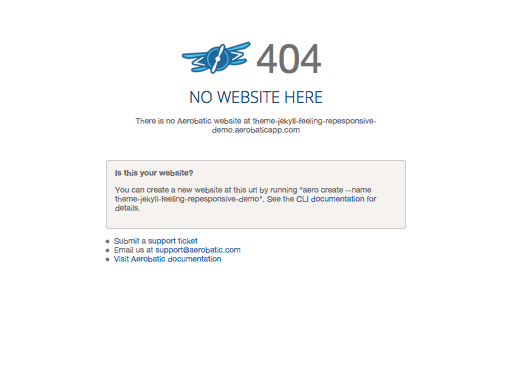 404
NO WEBSITE HERE
There is no Aerobatic website at theme-jekyll-feeling-repesponsive-
demo.aerobaticapp.com
Is this your website?
You can create a new website at this url by running "aero create --name
theme-jekyll-feeling-repesponsive-demo". See the CLI documentation for
details.
Submit a support ticket
Email us at support@aerobatic.com
Visit Aerobatic documentation